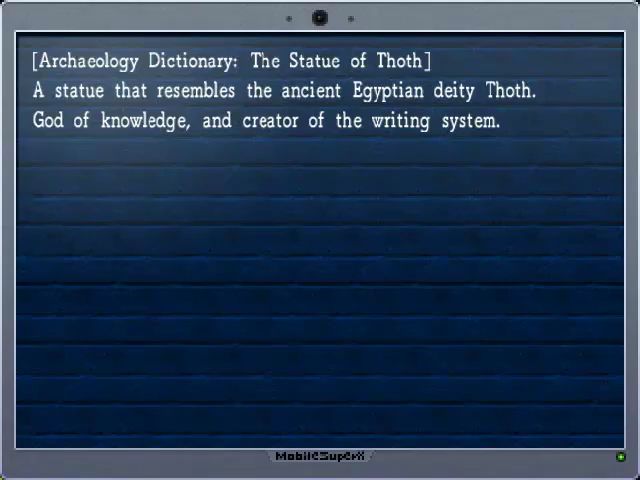 [Archaeology Dictionary: The Statue of Thoth]
A statue that resembles the ancient Egyptian deity Thoth.
God of knowledge, and creator of the writing system.
MobileSuperX